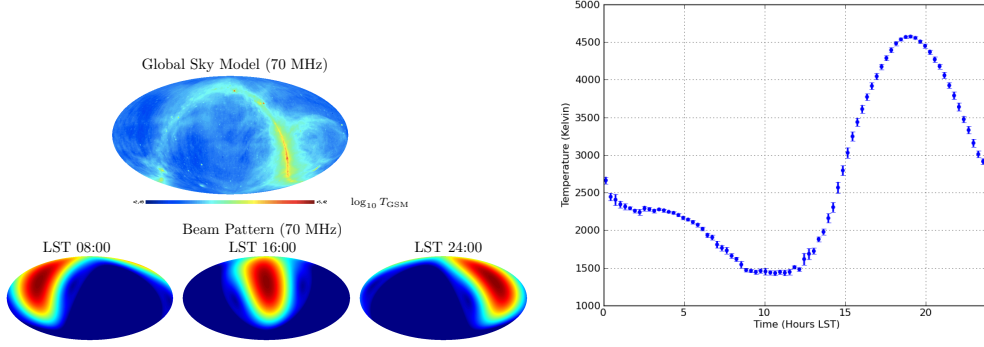 Global Sky Model (70 MHz)
log10 TGSM
Beam Pattern (70 MHz)
LST 08:00
LST 16:00
LST 24:00
5000
4500
4000
3500
3000
2500
2000
1500
1000
Temperature (Kelvin)
0
5
10
15
20
Time (Hours LST)